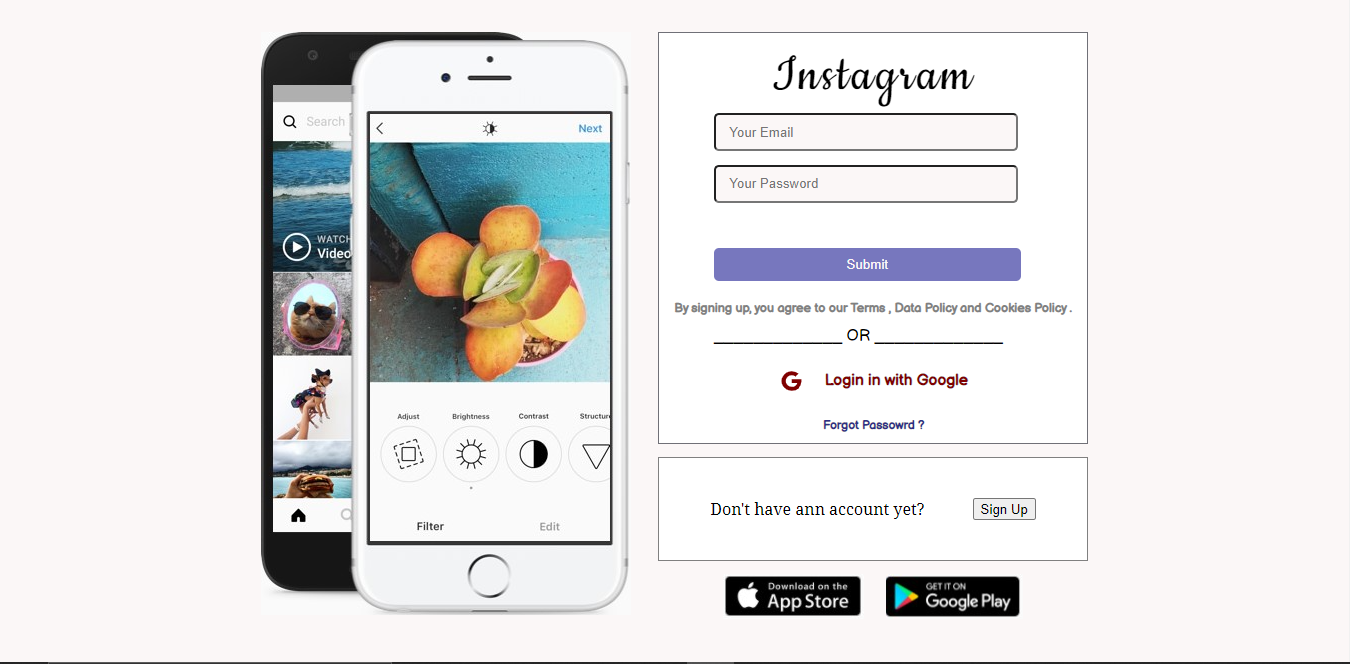 Search
WATCH
Video
Next
Adjust
Brightness
Contrast
Structure
Filter
Edit
Instagram
Your Email
Your Password
Submit
By signing up, you agree to our Terms , Data Policy and Cookies Policy .
________________ OR ________________
G
Login in with Google
Forgot Passowrd ?
Don't have ann account yet?
Sign Up
Download on the
App Store
GET IT ON
Google Play